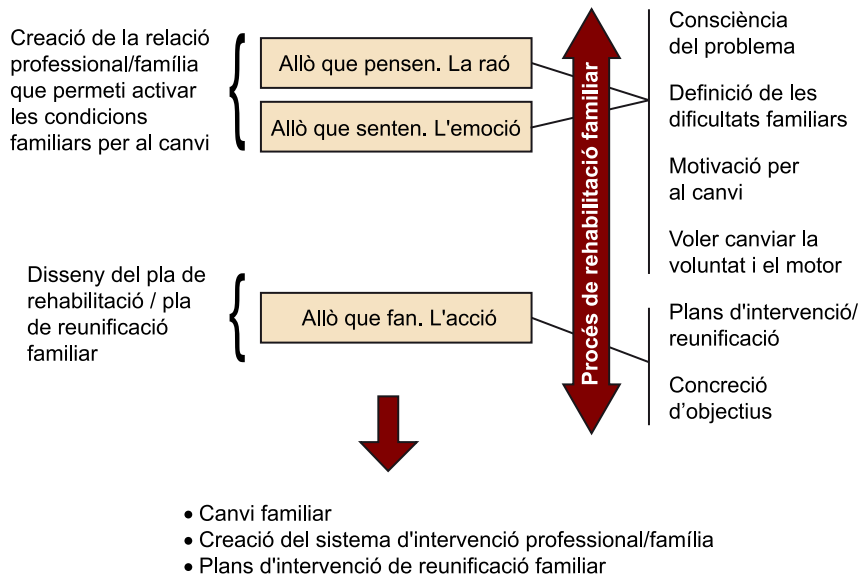 Creació de la relació
professional/família
que permeti activar
les condicions
familiars per al canvi
Allò que pensen. La raó
Allò que senten. L'emoció
Procés de rehabilitació familiar
Consciència
del problema
Definició de les
dificultats familiars
Motivació per
al canvi
Voler canviar la
voluntat i el motor
Disseny del pla de
rehabilitació / pla
de reunificació
familiar
Allò que fan. L'acció
Plans d'intervenció/
reunificació
Concreció
d’objectius
• Canvi familiar
• Creació del sistema d'intervenció professional/família
• Plans d'intervenció de reunificació familiar